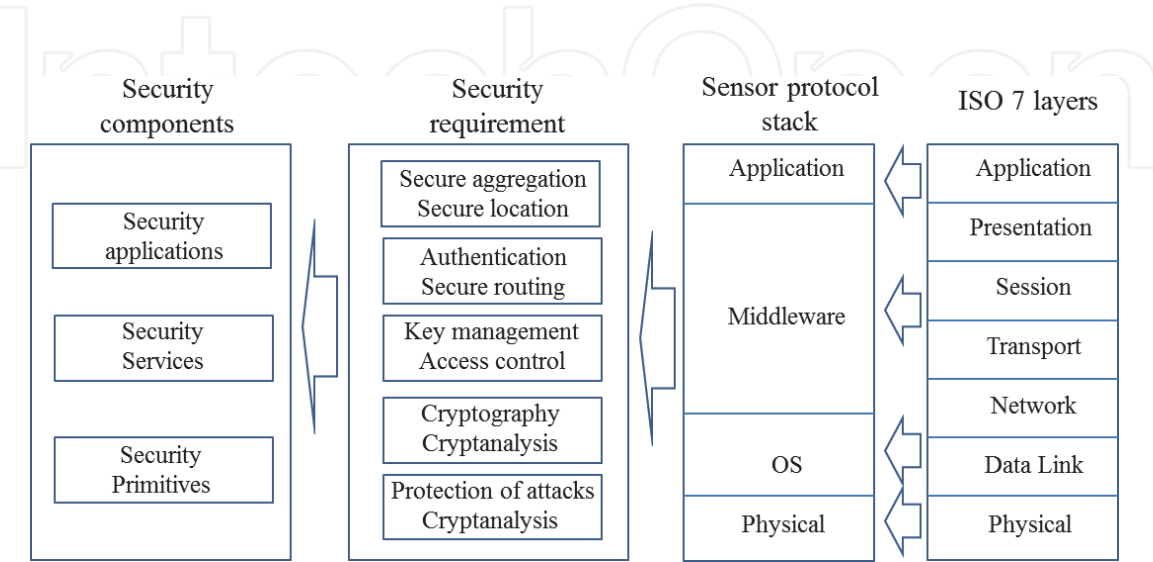 IntechOpen
Security
components
Security
applications
Security
Services
Security
Primitives
Security
requirement
Secure aggregation
Secure location
Authentication
Secure routing
Key management
Access control
Cryptography
Cryptanalysis
Protection of attacks
Cryptanalysis
Sensor protocol
stack
Application
Middleware
OS
Physical
ISO 7 layers
Application
Presentation
Session
Transport
Network
Data Link
Physical